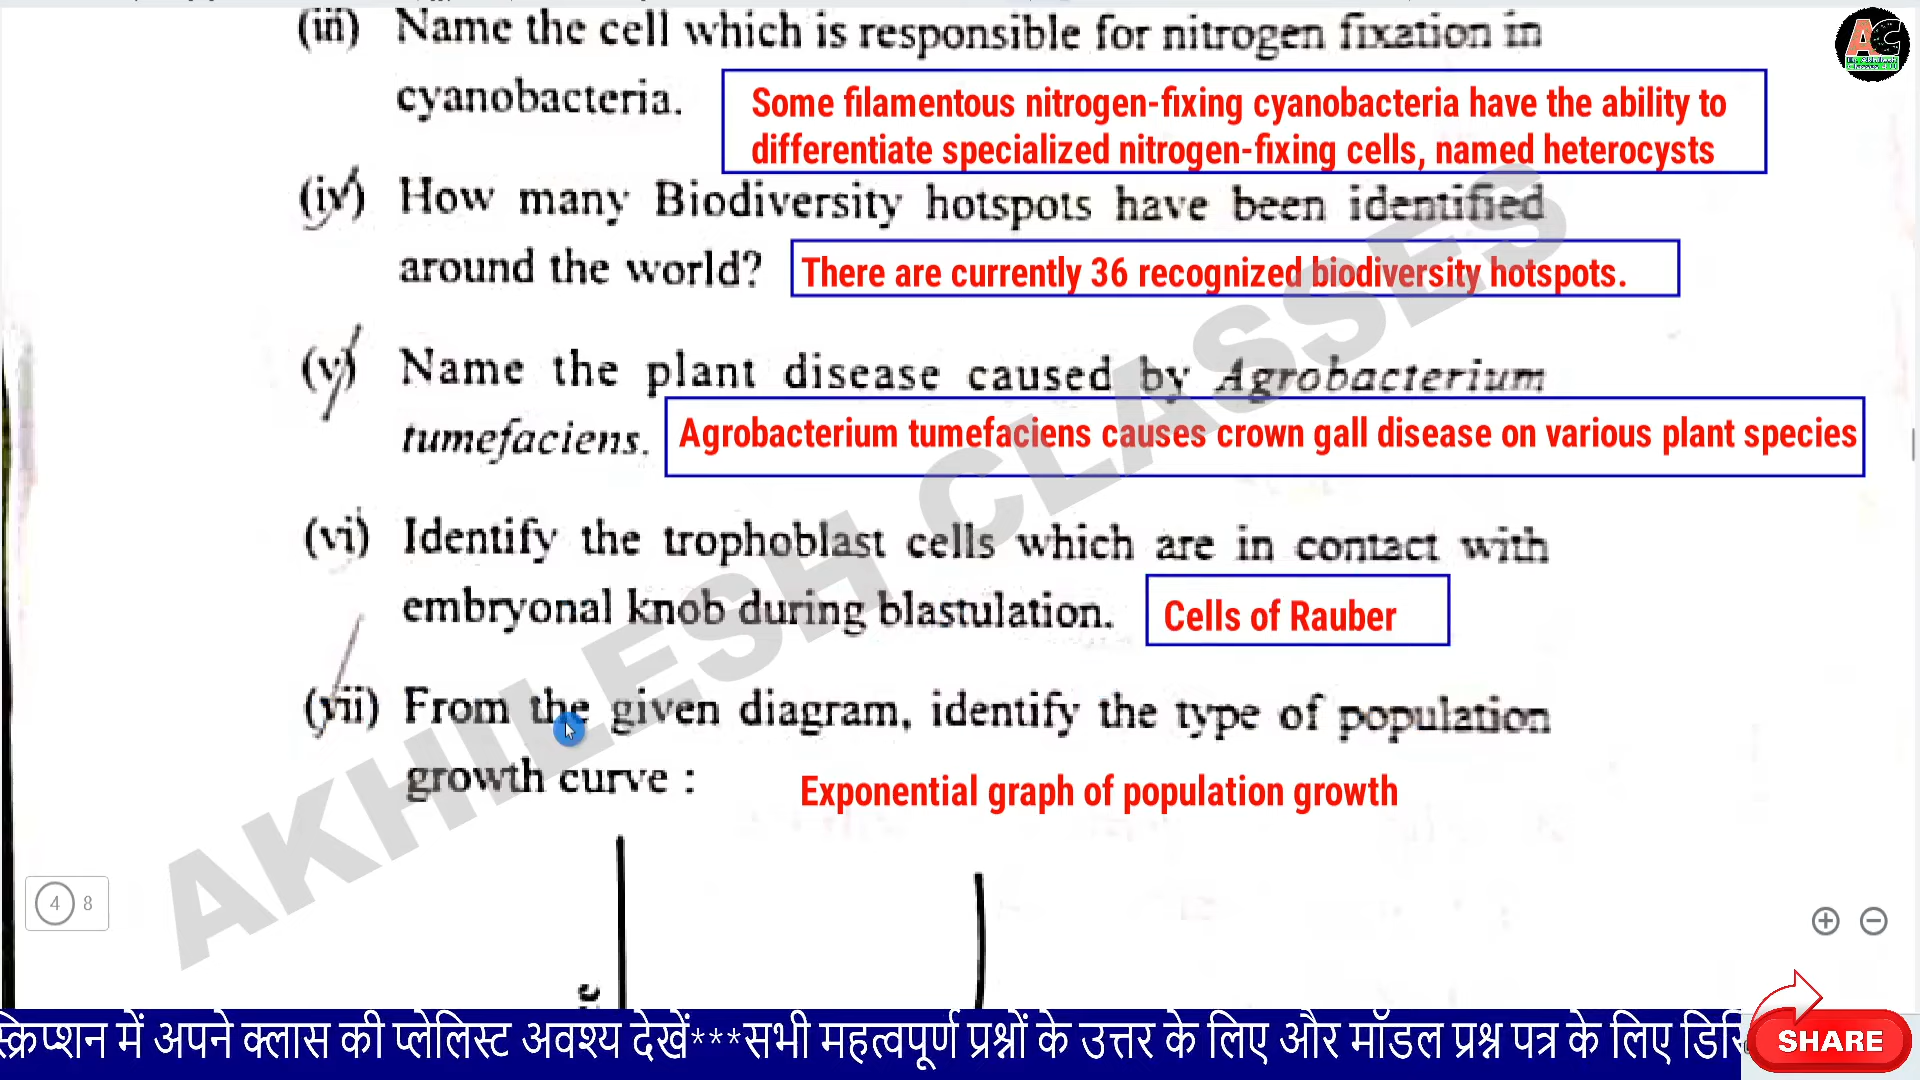 (iii) Name the cell which is responsible for nitrogen fixation in
cyanobacteria.
Some filamentous nitrogen-fixing cyanobacteria have the ability to
differentiate specialized nitrogen-fixing cells, named heterocysts
(iv) How many Biodiversity hotspots have been identified
around the world?
There are currently 36 recognized biodiversity hotspots.
(v) Name the plant disease caused by Agrobacterium
tumefaciens.
Agrobacterium tumefaciens causes crown gall disease on various plant species
(vi) Identify the trophoblast cells which are in contact with
embryonal knob during blastulation.
Cells of Rauber
(vii) From the given diagram, identify the type of population
growth curve :
Exponential graph of population growth
AKHILESH CLASSES
AC
4 8
स्क्रिप्शन में अपने क्लास की प्लेलिस्ट अवश्य देखें***सभी महत्वपूर्ण प्रश्नों के उत्तर के लिए और मॉडल प्रश्न पत्र के लिए डिस्
SHARE